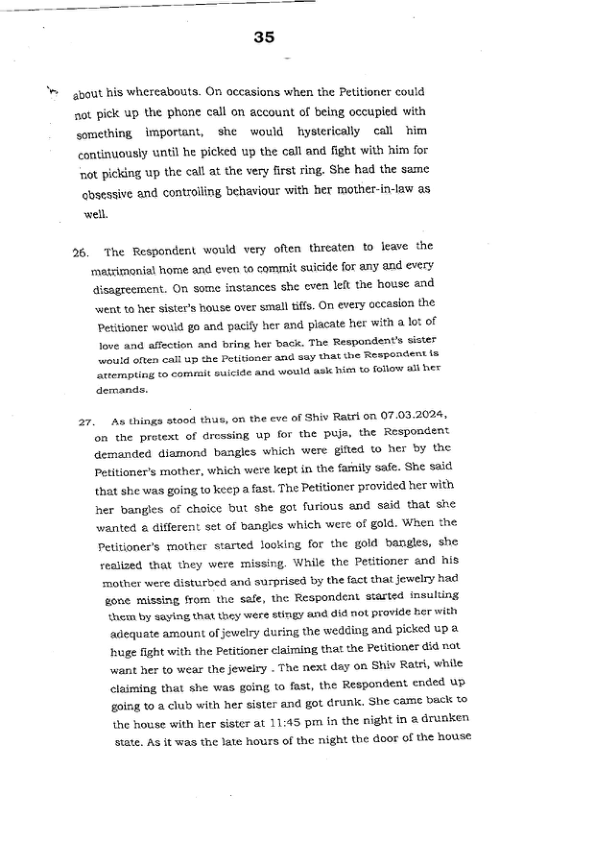 35
about his whereabouts. On occasions when the Petitioner could
not pick up the phone call on account of being occupied with
something important, she would hysterically call him
continuously until he picked up the call and fight with him for
not picking up the call at the very first ring. She had the same
obsessive and controlling behaviour with her mother-in-law as
well.
26. The Respondent would very often threaten to leave the
matrimonial home and even to commit suicide for any and every
disagreement. On some instances she even left the house and
went to her sister's house over small tiffs. On every occasion the
Petitioner would go and pacify her and placate her with a lot of
love and affection and bring her back. The Respondent's sister
would often call up the Petitioner and say that the Respondent is
attempting to commit suicide and would ask him to follow all her
demands.
27. As things stood thus, on the eve of Shiv Ratri on 07.03.2024,
on the pretext of dressing up for the puja, the Respondent
demanded diamond bangles which were gifted to her by the
Petitioner's mother, which were kept in the family safe. She said
that she was going to keep a fast. The Petitioner provided her with
her bangles of choice but she got furious and said that she
wanted a different set of bangles which were of gold. When the
Petitioner's mother started looking for the gold bangles, she
realized that they were missing. While the Petitioner and his
mother were disturbed and surprised by the fact that jewelry had
gone missing from the safe, the Respondent started insulting
them by saying that they were stingy and did not provide her with
adequate amount of jewelry during the wedding and picked up a
huge fight with the Petitioner claiming that the Petitioner did not
want her to wear the jewelry . The next day on Shiv Ratri, while
claiming that she was going to fast, the Respondent ended up
going to a club with her sister and got drunk. She came back to
the house with her sister at 11:45 pm in the night in a drunken
state. As it was the late hours of the night the door of the house